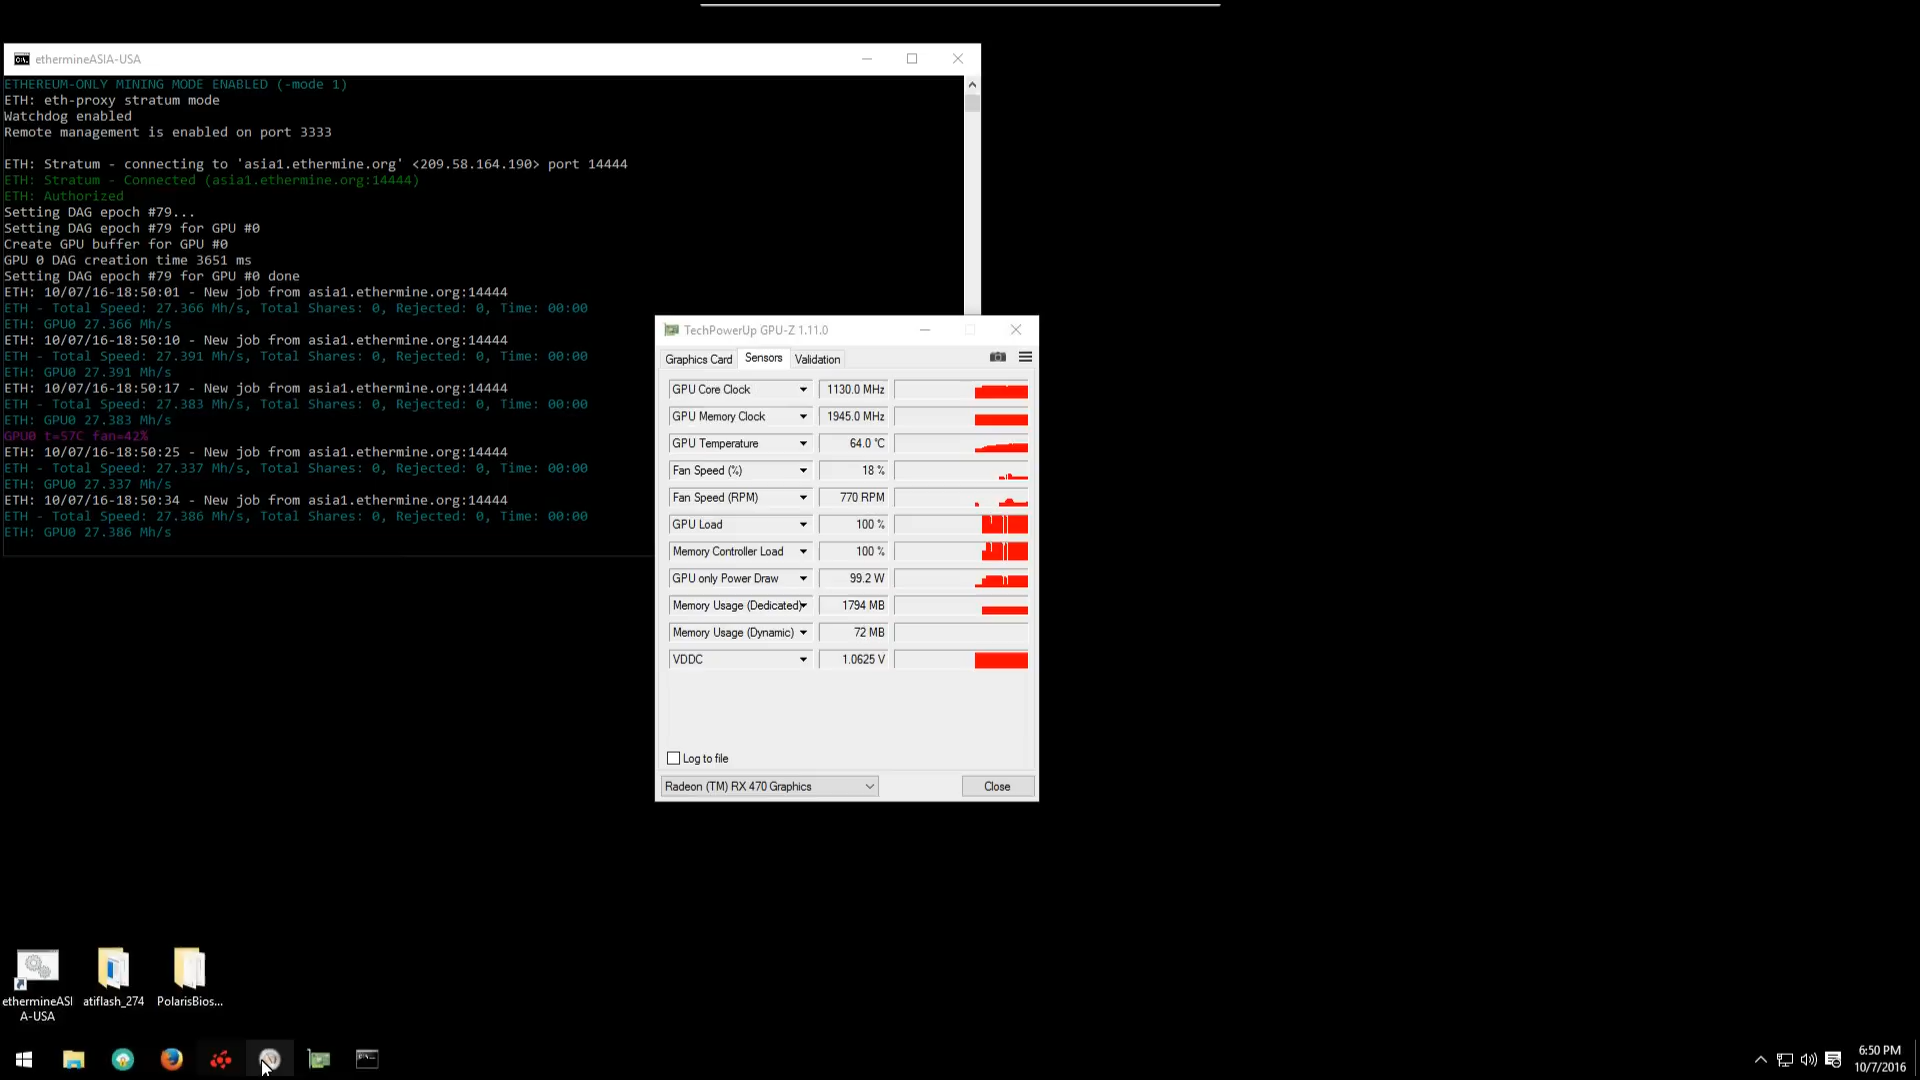 ethermineASIA-USA
ETHEREUM-ONLY MINING MODE ENABLED (-mode 1)
ETH: eth-proxy stratum mode
Watchdog enabled
Remote management is enabled on port 3333
ETH: Stratum - connecting to 'asia1.ethermine.org' <209.58.164.190> port 14444
ETH: Stratum - Connected (asia1.ethermine.org:14444)
ETH: Authorized
Setting DAG epoch #79...
Setting DAG epoch #79 for GPU #0
Create GPU buffer for GPU #0
GPU 0 DAG creation time 3651 ms
Setting DAG epoch #79 for GPU #0 done
ETH: 10/07/16-18:50:01 - New job from asia1.ethermine.org:14444
ETH - Total Speed: 27.366 Mh/s, Total Shares: 0, Rejected: 0, Time: 00:00
ETH: GPU0 27.366 Mh/s
ETH: 10/07/16-18:50:10 - New job from asia1.ethermine.org:14444
ETH - Total Speed: 27.391 Mh/s, Total Shares: 0, Rejected: 0, Time: 00:00
ETH: GPU0 27.391 Mh/s
ETH: 10/07/16-18:50:17 - New job from asia1.ethermine.org:14444
ETH - Total Speed: 27.383 Mh/s, Total Shares: 0, Rejected: 0, Time: 00:00
ETH: GPU0 27.383 Mh/s
GPU0 t=57C fan=42%
ETH: 10/07/16-18:50:25 - New job from asia1.ethermine.org:14444
ETH - Total Speed: 27.337 Mh/s, Total Shares: 0, Rejected: 0, Time: 00:00
ETH: GPU0 27.337 Mh/s
ETH: 10/07/16-18:50:34 - New job from asia1.ethermine.org:14444
ETH - Total Speed: 27.386 Mh/s, Total Shares: 0, Rejected: 0, Time: 00:00
ETH: GPU0 27.386 Mh/s
TechPowerUp GPU-Z 1.11.0
Graphics Card Sensors Validation
GPU Core Clock 1130.0 MHz
GPU Memory Clock 1945.0 MHz
GPU Temperature 64.0 °C
Fan Speed (%) 18 %
Fan Speed (RPM) 770 RPM
GPU Load 100 %
Memory Controller Load 100 %
GPU only Power Draw 99.2 W
Memory Usage (Dedicated) 1794 MB
Memory Usage (Dynamic) 72 MB
VDDC 1.0625 V
Log to file
Radeon (TM) RX 470 Graphics Close
ethermineASI
A-USA
atiflash_274
PolarisBios...
6:50 PM
10/7/2016